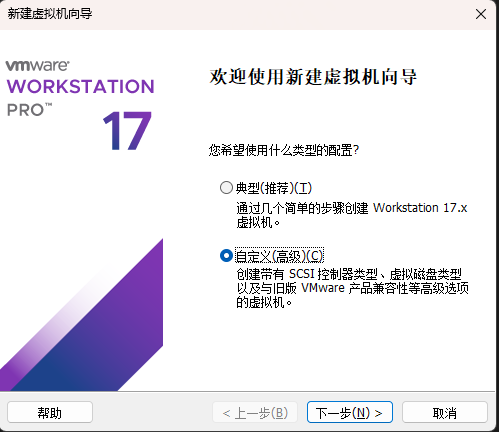 新建虚拟机向导
vmware®
WORKSTATION
PRO™
17
欢迎使用新建虚拟机向导
您希望使用什么类型的配置?
典型(推荐)(T)
通过几个简单的步骤创建 Workstation 17.x
虚拟机。
自定义(高级)(C)
创建带有 SCSI 控制器类型、虚拟磁盘类型
以及与旧版 VMware 产品兼容性等高级选项
的虚拟机。
帮助
< 上一步(B)
下一步(N) >
取消